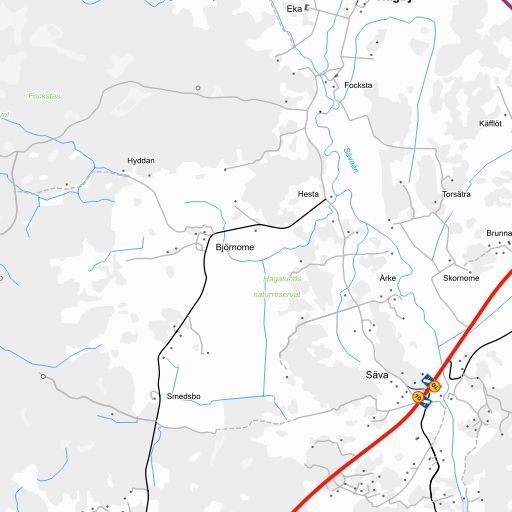 Eka
Focksta
Fockstas
Käfflöt
Hyddan
Sävaån
Hesta
Torsätra
Brunna
Björnome
Hagalunds
naturreservat
Årke
Skornome
Säva
Smedsbo